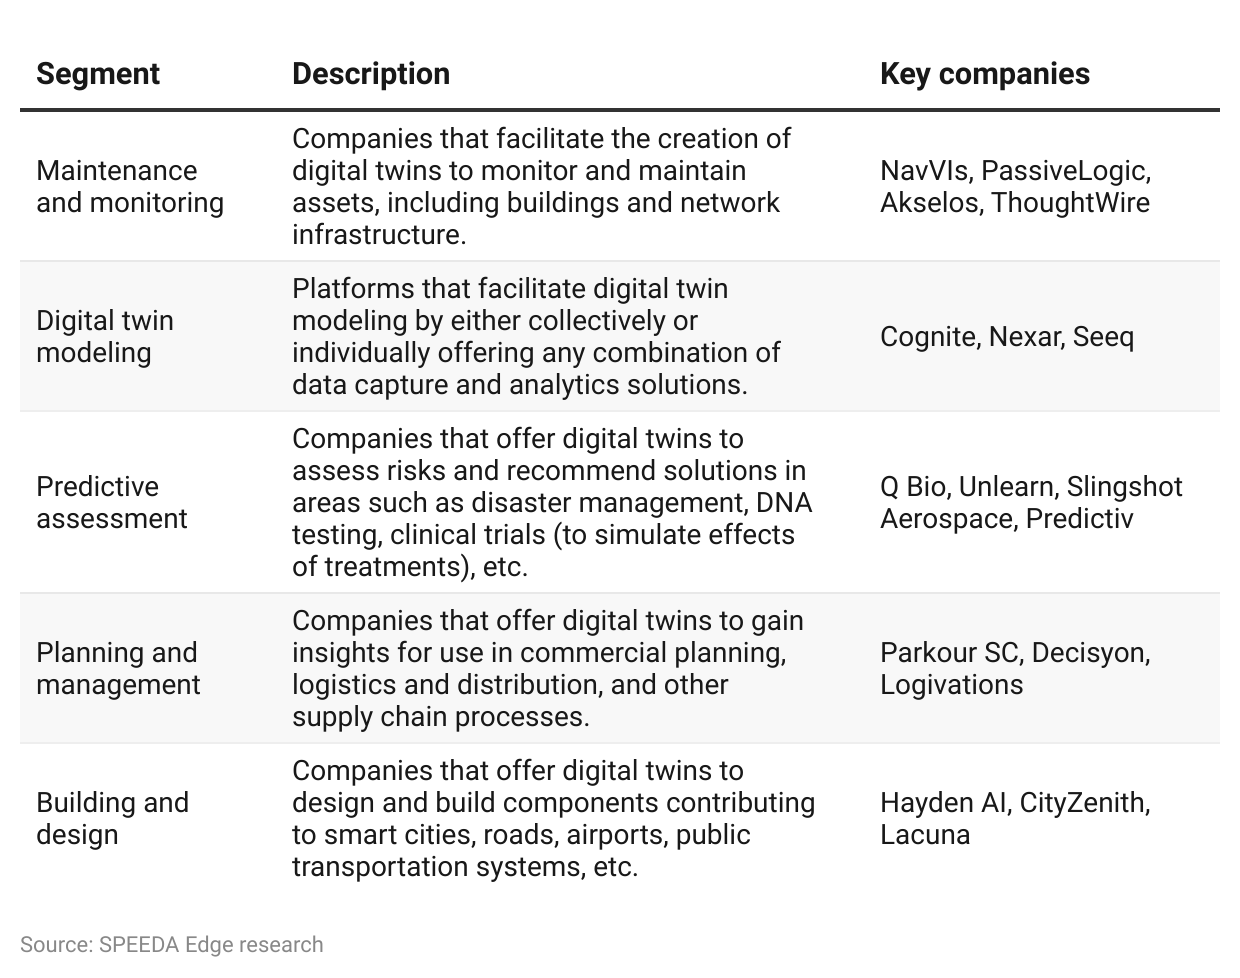 Segment
Description
Key companies
Maintenance
and monitoring
Companies that facilitate the creation of
digital twins to monitor and maintain
assets, including buildings and network
infrastructure.
NavVIs, PassiveLogic,
Akselos, ThoughtWire
Digital twin
modeling
Platforms that facilitate digital twin
modeling by either collectively or
individually offering any combination of
data capture and analytics solutions.
Cognite, Nexar, Seeq
Predictive
assessment
Companies that offer digital twins to
assess risks and recommend solutions in
areas such as disaster management, DNA
testing, clinical trials (to simulate effects
of treatments), etc.
Q Bio, Unlearn, Slingshot
Aerospace, Predictiv
Planning and
management
Companies that offer digital twins to gain
insights for use in commercial planning,
logistics and distribution, and other
supply chain processes.
Parkour SC, Decisyon,
Logivations
Building and
design
Companies that offer digital twins to
design and build components contributing
to smart cities, roads, airports, public
transportation systems, etc.
Hayden AI, CityZenith,
Lacuna
Source: SPEEDA Edge research